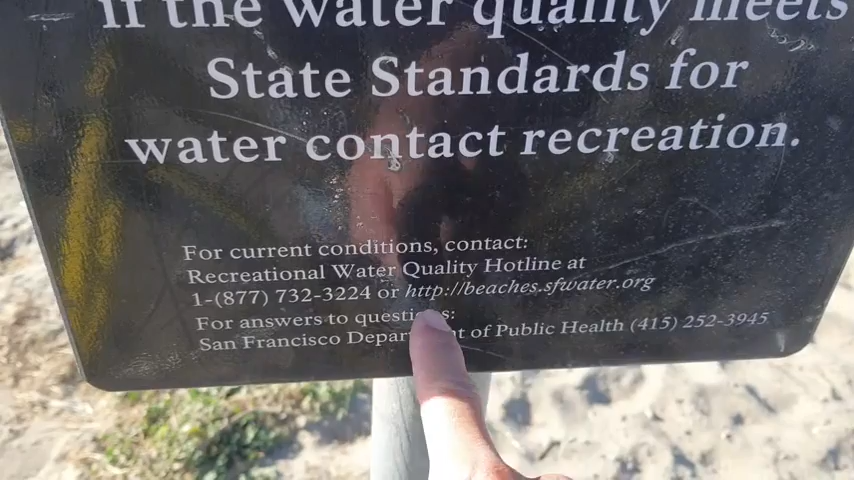 if the water quality meets
State Standards for
water contact recreation.
For current conditions, contact:
Recreational Water Quality Hotline at
1-(877) 732-3224 or http://beaches.sfwater.org
For answers to questions:
San Francisco Department of Public Health (415) 252-3945